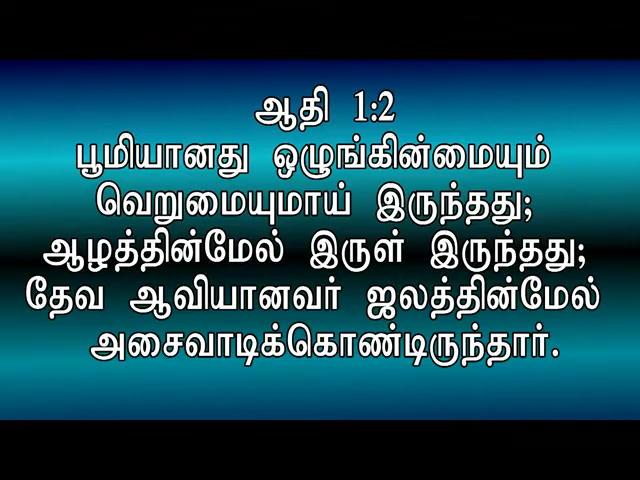 ஆதி 1:2
பூமியானது ஒழுங்கின்மையும்
வெறுமையுமாய் இருந்தது;
ஆழத்தின்மேல் இருள் இருந்தது;
தேவ ஆவியானவர் ஜலத்தின்மேல்
அசைவாடிக்கொண்டிருந்தார்.